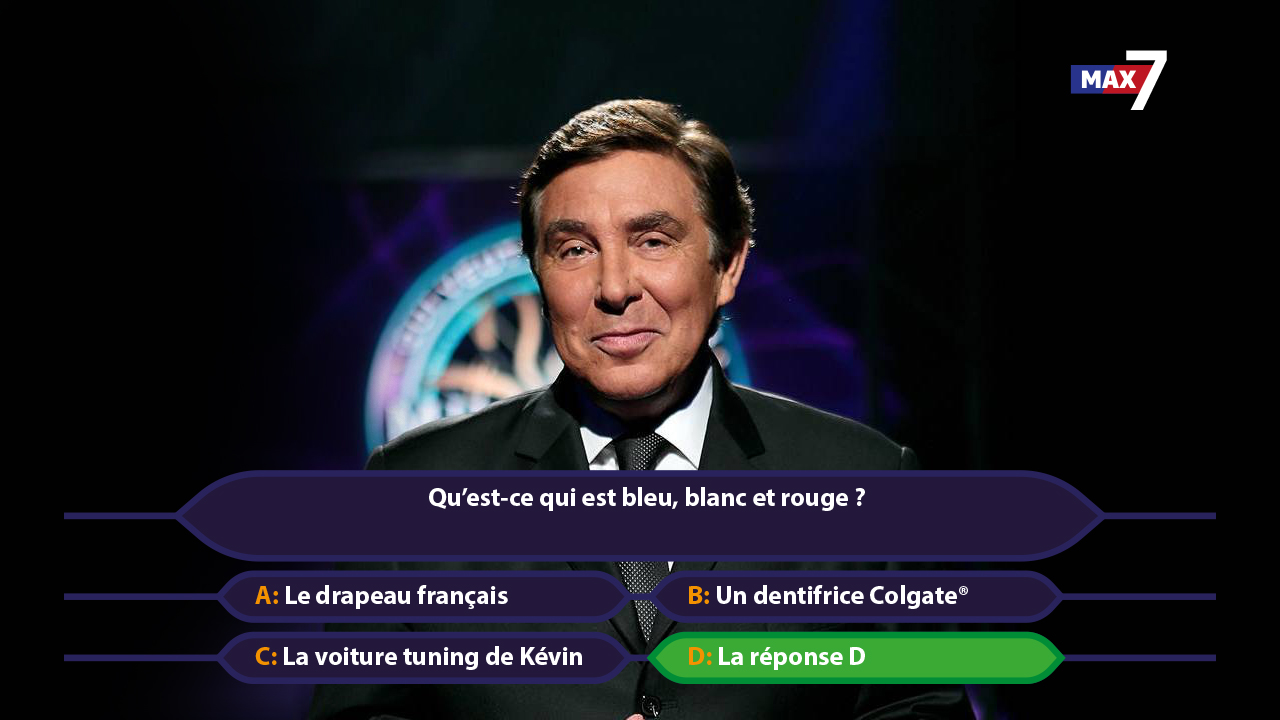 MAX 7
Qu’est-ce qui est bleu, blanc et rouge ?
A: Le drapeau français
B: Un dentifrice Colgate®
C: La voiture tuning de Kévin
D: La réponse D